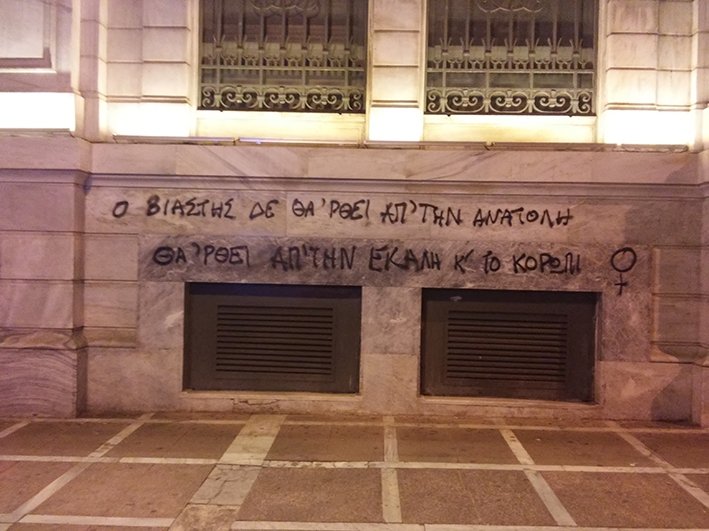 Ο ΒΙΑΣΤΗΣ ΔΕ ΘΑ'ΡΘΕΙ ΑΠ'ΤΗΝ ΑΝΑΤΟΛΗ
ΘΑ'ΡΘΕΙ ΑΠ'ΤΗΝ ΕΚΑΛΗ Κ' ΤΟ ΚΟΡΩΠΙ ♀